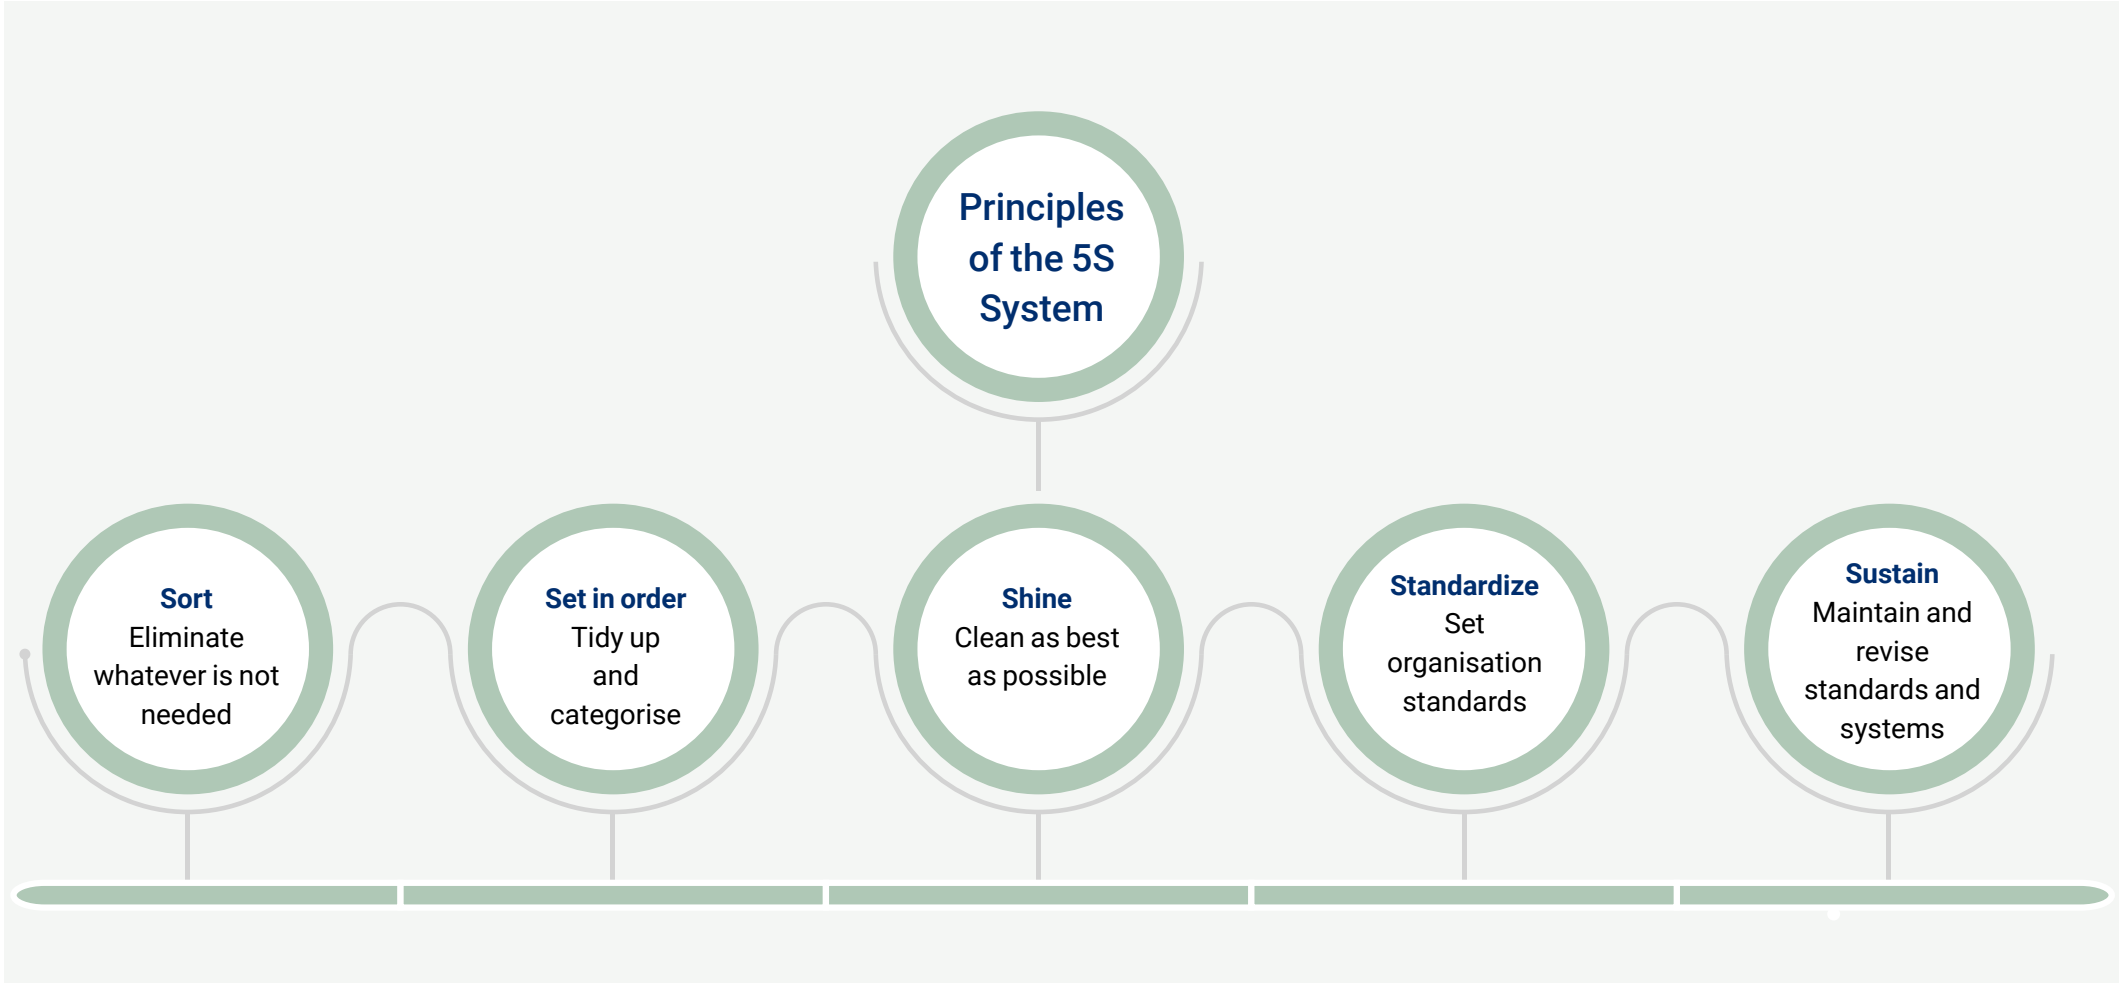 Principles
of the 5S
System
Sort
Eliminate
whatever is not
needed
Set in order
Tidy up
and
categorise
Shine
Clean as best
as possible
Standardize
Set
organisation
standards
Sustain
Maintain and
revise
standards and
systems